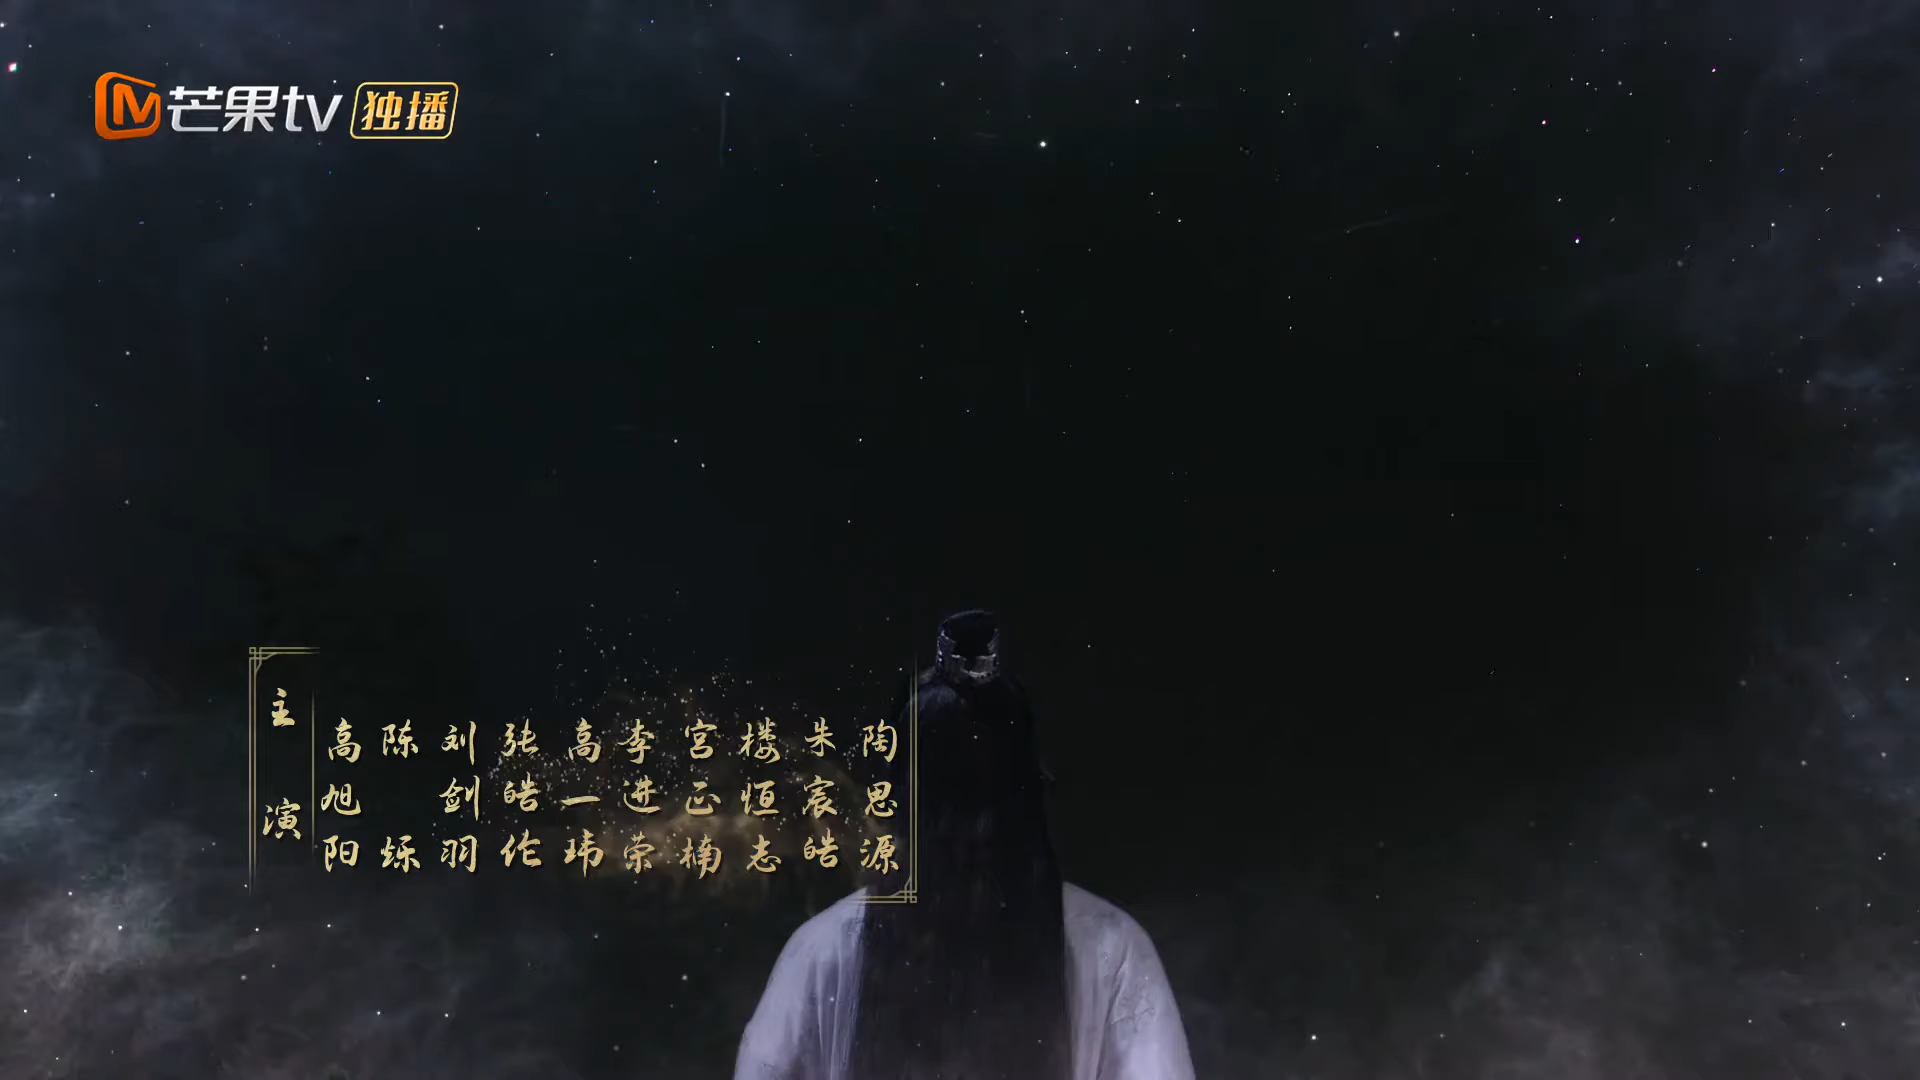 芒果tv 独播
主演
高旭阳
陈烁
刘剑羽
张皓伦
高一玮
李进荣
宫正楠
楼恒志
朱宸皓
陶思源